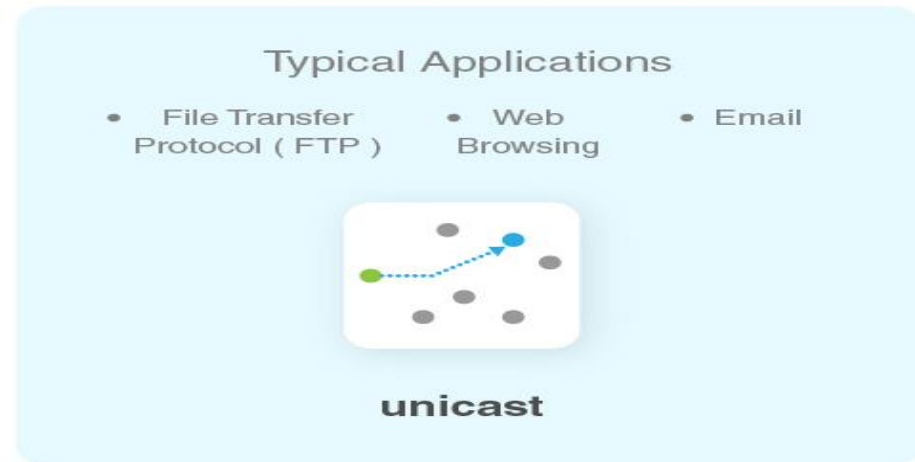 Typical Applications
• File Transfer
Protocol ( FTP )
• Web
Browsing
• Email
unicast